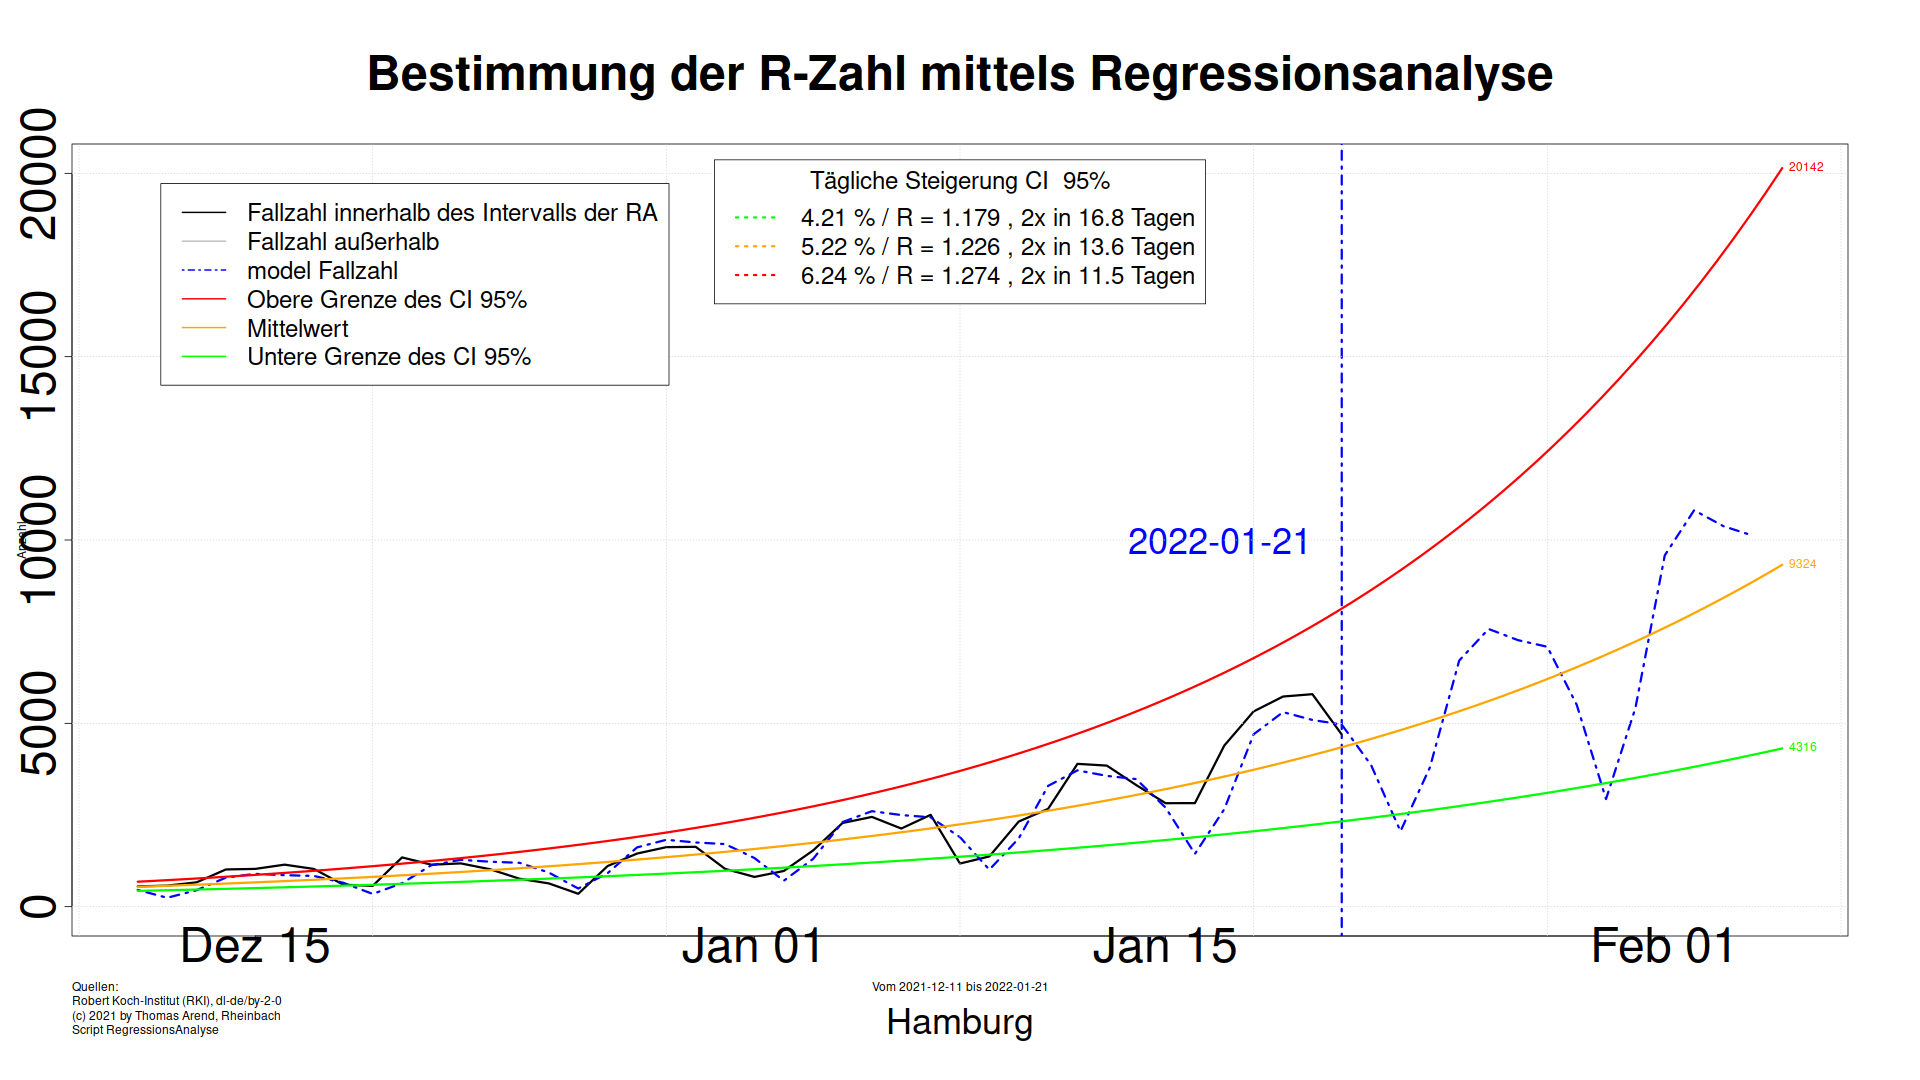 Bestimmung der R-Zahl mittels Regressionsanalyse
20000
15000
10000
5000
0
Anzahl
Fallzahl innerhalb des Intervalls der RA
Fallzahl außerhalb
model Fallzahl
Obere Grenze des CI 95%
Mittelwert
Untere Grenze des CI 95%
Tägliche Steigerung CI  95%
4.21 % / R = 1.179 , 2x in 16.8 Tagen
5.22 % / R = 1.226 , 2x in 13.6 Tagen
6.24 % / R = 1.274 , 2x in 11.5 Tagen
20142
2022-01-21
9324
4316
Dez 15
Jan 01
Jan 15
Feb 01
Quellen:
Robert Koch-Institut (RKI), dl-de/by-2-0
(c) 2021 by Thomas Arend, Rheinbach
Script RegressionsAnalyse
Vom 2021-12-11 bis 2022-01-21
Hamburg